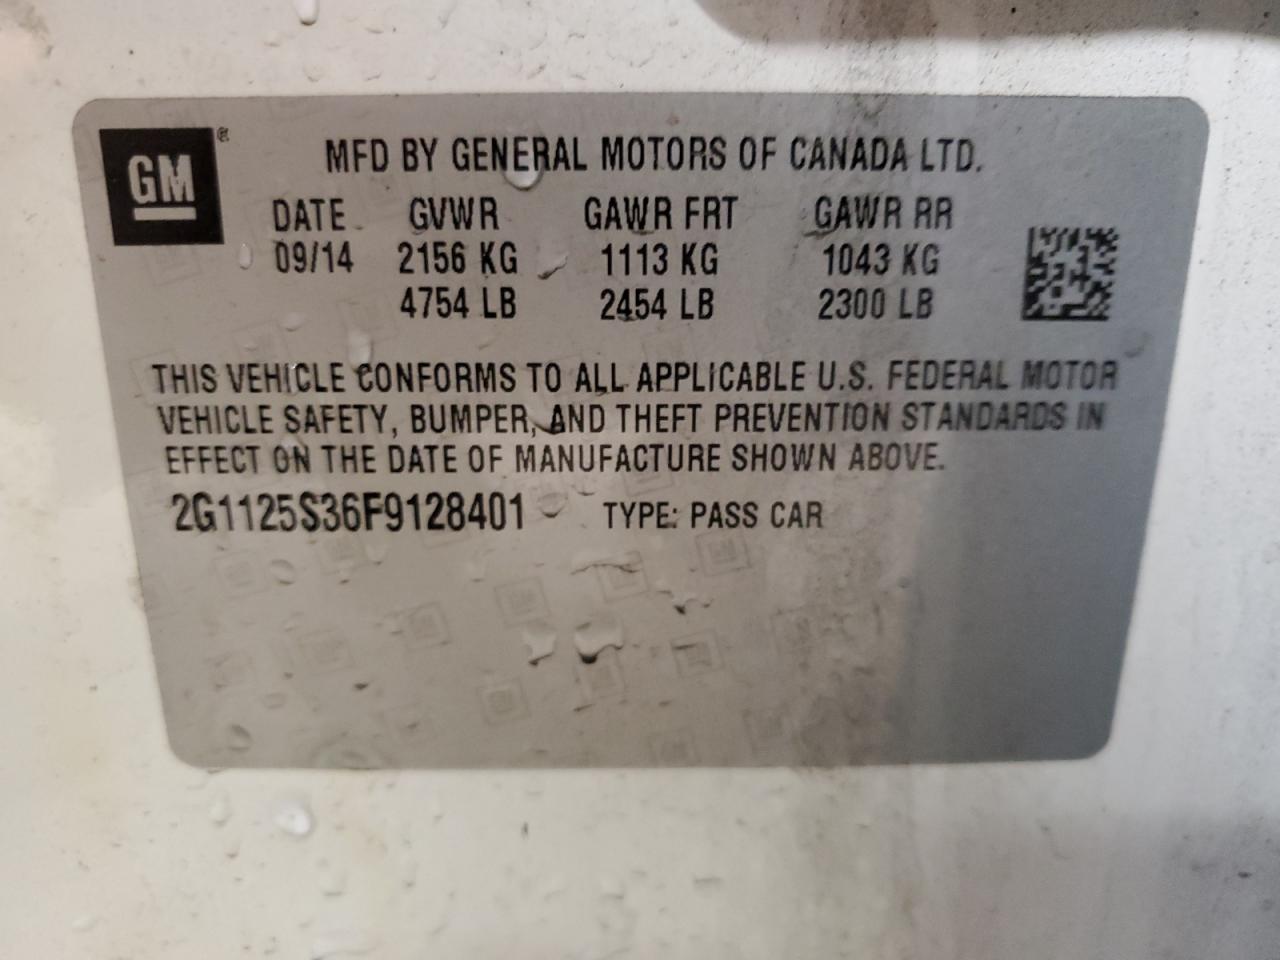 GM®
MFD BY GENERAL MOTORS OF CANADA LTD.
DATE GVWR GAWR FRT GAWR RR
09/14 2156 KG 1113 KG 1043 KG
4754 LB 2454 LB 2300 LB
THIS VEHICLE CONFORMS TO ALL APPLICABLE U.S. FEDERAL MOTOR
VEHICLE SAFETY, BUMPER, AND THEFT PREVENTION STANDARDS IN
EFFECT ON THE DATE OF MANUFACTURE SHOWN ABOVE.
2G1125S36F9128401 TYPE: PASS CAR